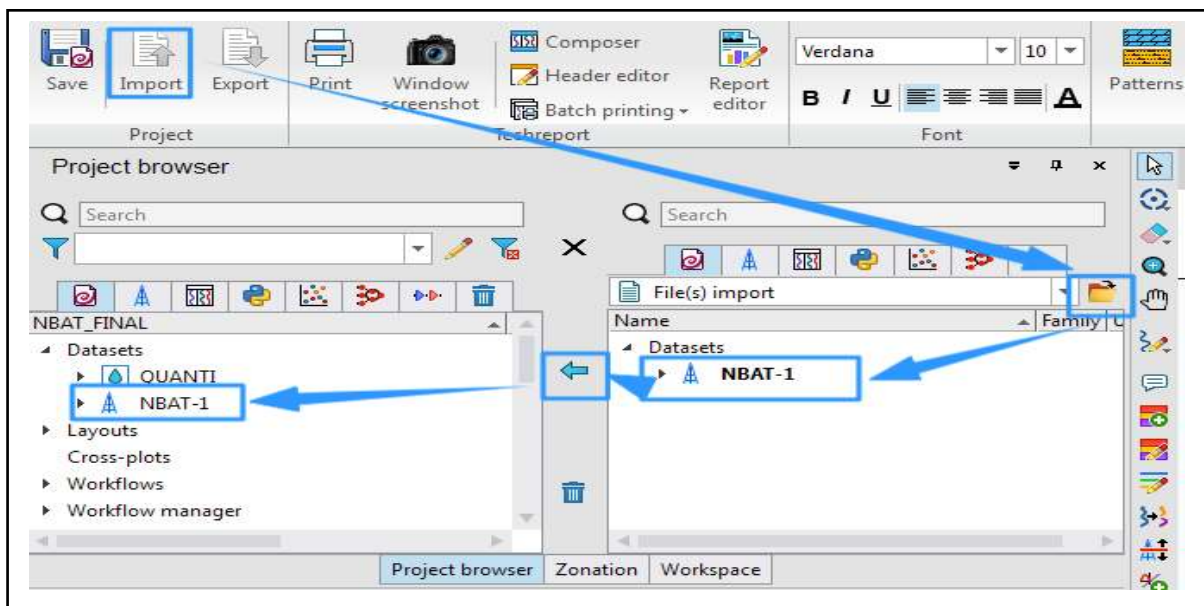 Save Import Export Print Window screenshot
Composer
Header editor
Batch printing
Report editor
Verdana 10
B I U A
Patterns
Project Techreport Font
Project browser
Search
Search
File(s) import
NBAT_FINAL
Name Family
Datasets
QUANTI
NBAT-1
Layouts
Cross-plots
Workflows
Workflow manager
Datasets
NBAT-1
Project browser Zonation Workspace